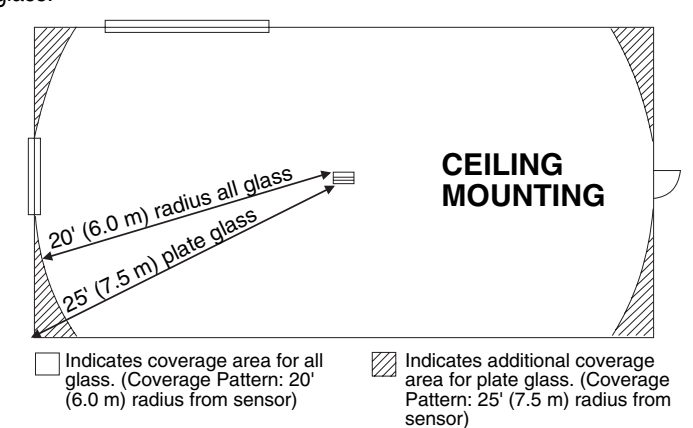 glass.
20' (6.0 m) radius all glass
25' (7.5 m) plate glass
CEILING
MOUNTING
Indicates coverage area for all
glass. (Coverage Pattern: 20'
(6.0 m) radius from sensor)
Indicates additional coverage
area for plate glass. (Coverage
Pattern: 25' (7.5 m) radius from
sensor)